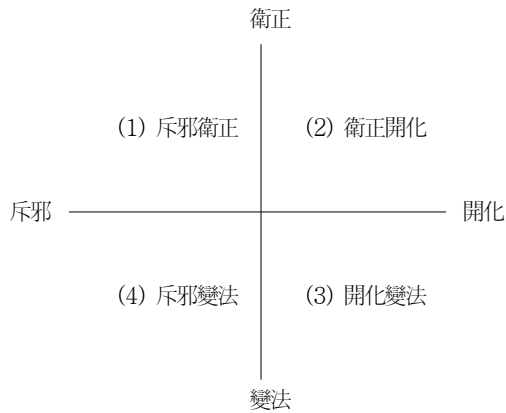 衛正
(1) 斥邪衛正 (2) 衛正開化
斥邪 開化
(4) 斥邪變法 (3) 開化變法
變法